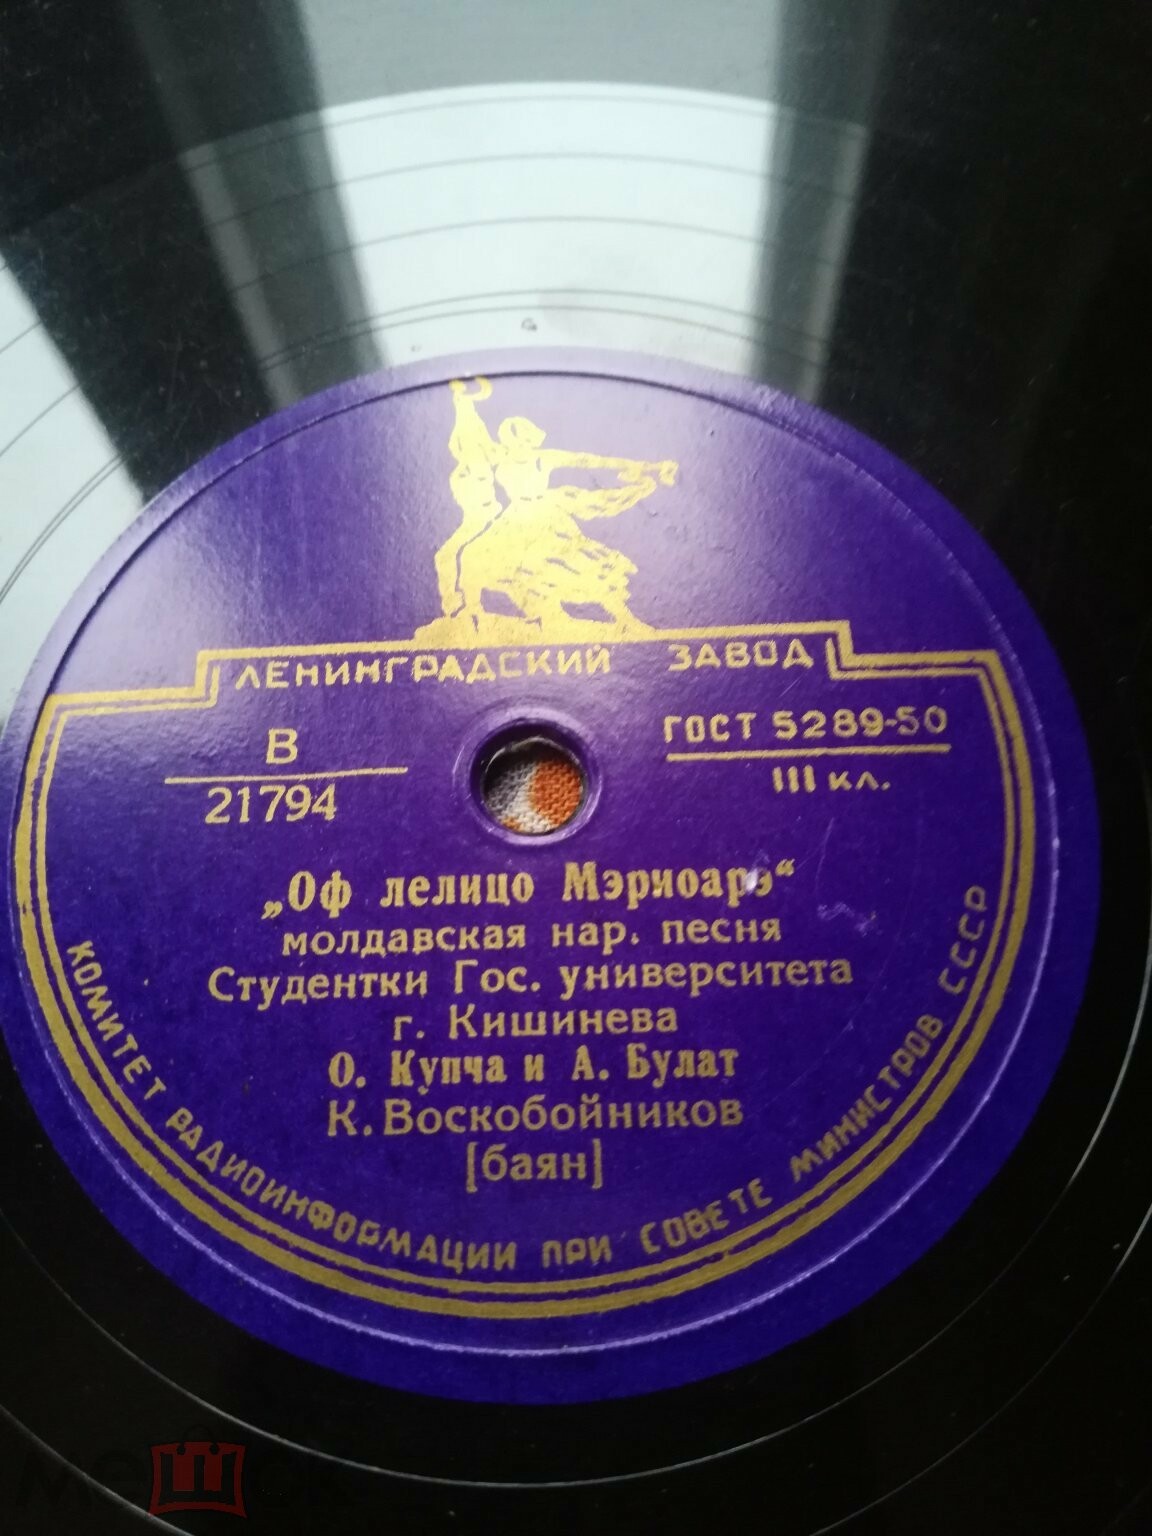 ЛЕНИНГРАДСКИЙ ЗАВОД
В
21794
ГОСТ 5289-50
III кл.
„Оф лелицо Мэриоарэ“
молдавская нар. песня
Студентки Гос. университета
г. Кишинева
О. Купча и А. Булат
К. Воскобойников
[баян]
КОМИТЕТ РАДИОИНФОРМАЦИИ ПРИ СОВЕТЕ МИНИСТРОВ СССР